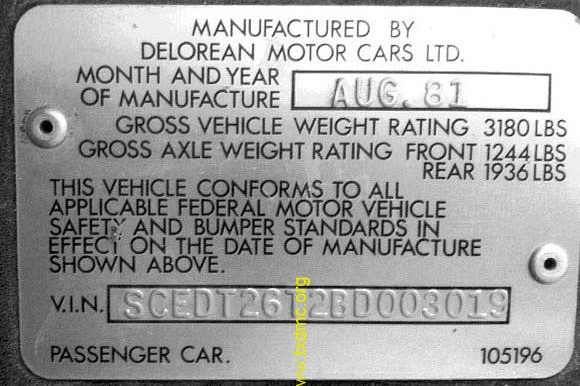 MANUFACTURED BY
DELOREAN MOTOR CARS LTD.
MONTH AND YEAR
OF MANUFACTURE AUG. 81
GROSS VEHICLE WEIGHT RATING 3180 LBS
GROSS AXLE WEIGHT RATING FRONT 1244 LBS
REAR 1936 LBS
THIS VEHICLE CONFORMS TO ALL
APPLICABLE FEDERAL MOTOR VEHICLE
SAFETY AND BUMPER STANDARDS IN
EFFECT ON THE DATE OF MANUFACTURE
SHOWN ABOVE.
V.I.N. SCEDT26T2BD003019
PASSENGER CAR. 105196